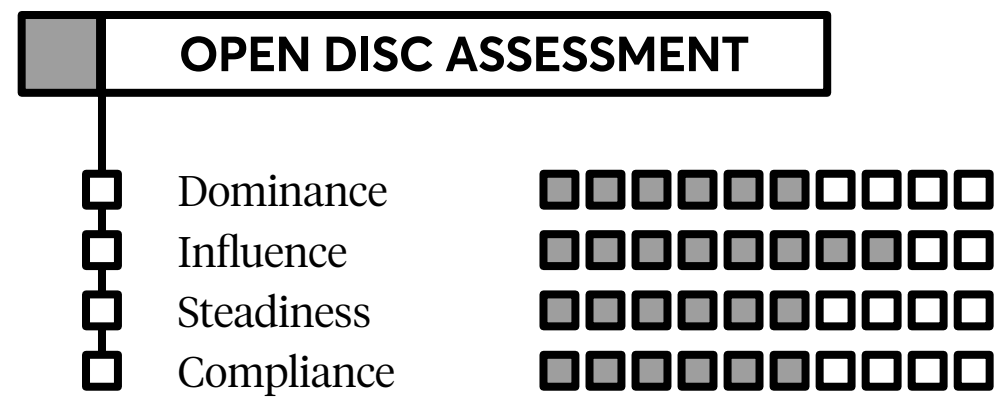 OPEN DISC ASSESSMENT
Dominance
Influence
Steadiness
Compliance